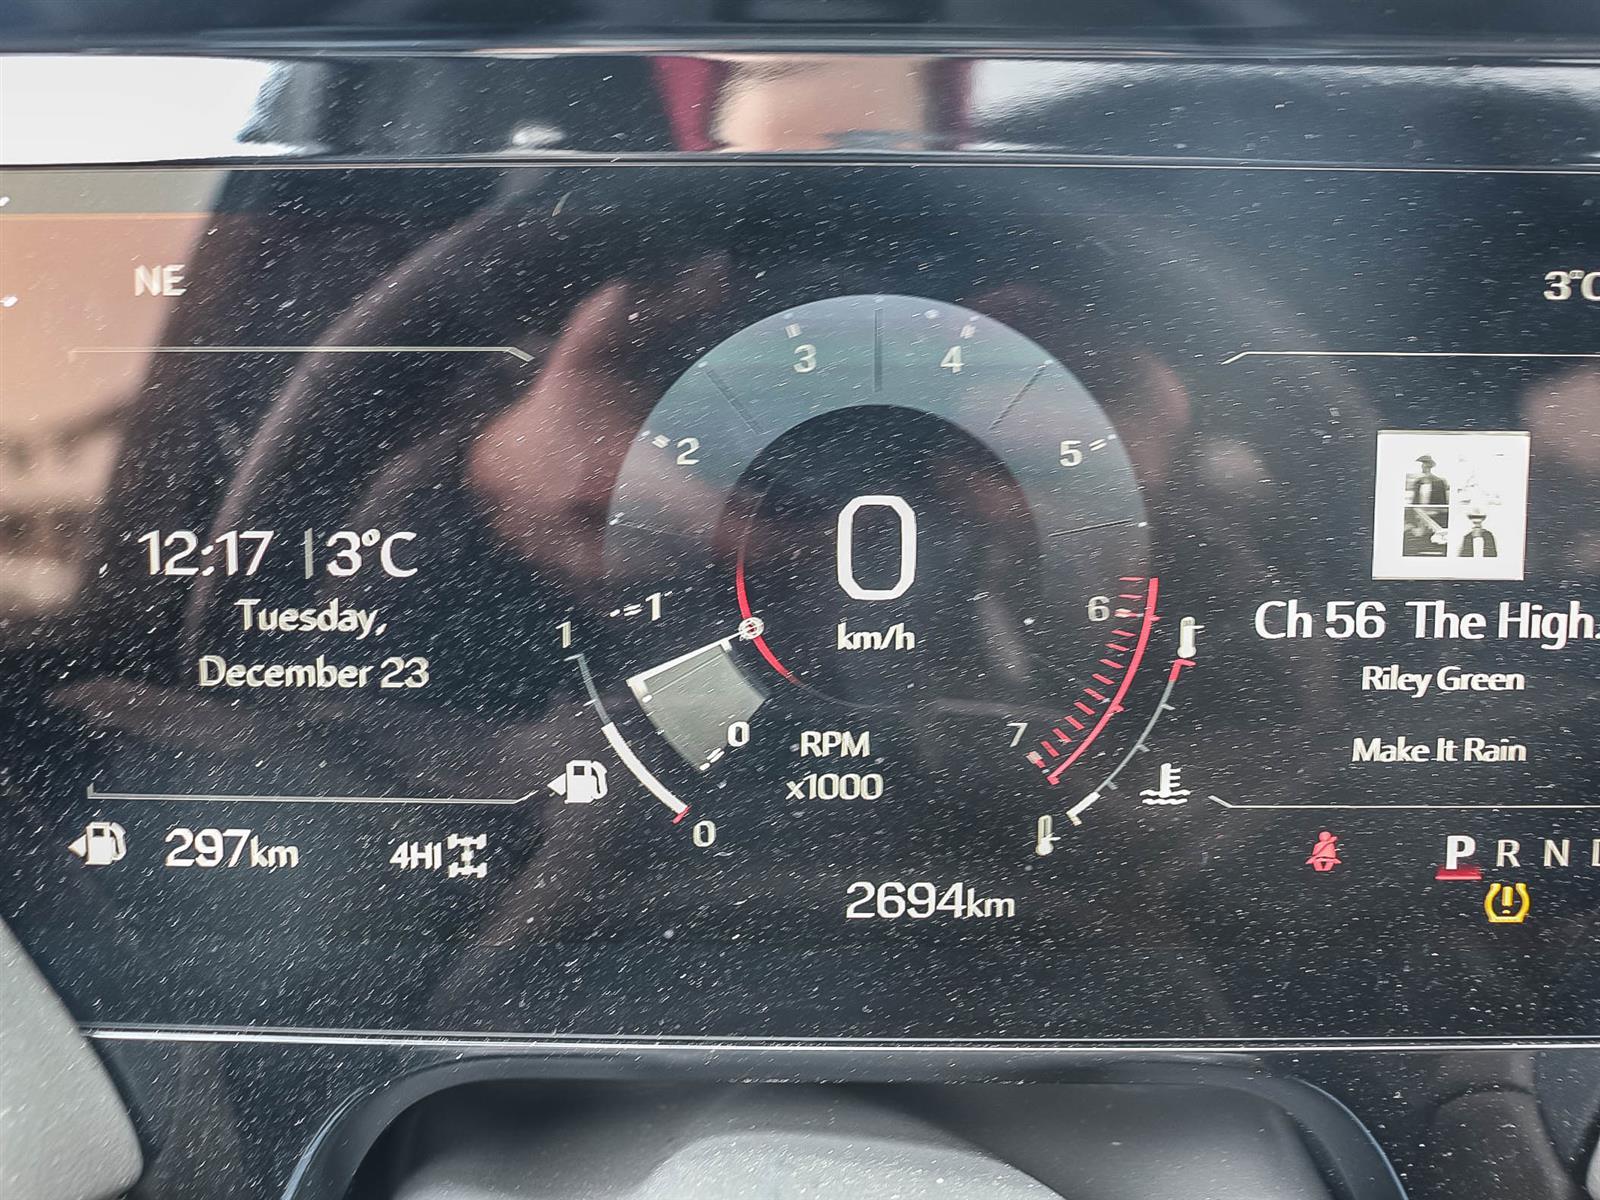 NE
3°C
12:17 | 3°C
Tuesday,
December 23
297km
4HI
1
0
0
1
2
3
4
5
6
7
0
km/h
RPM
x1000
2694km
Ch 56 The High.
Riley Green
Make It Rain
P R N D